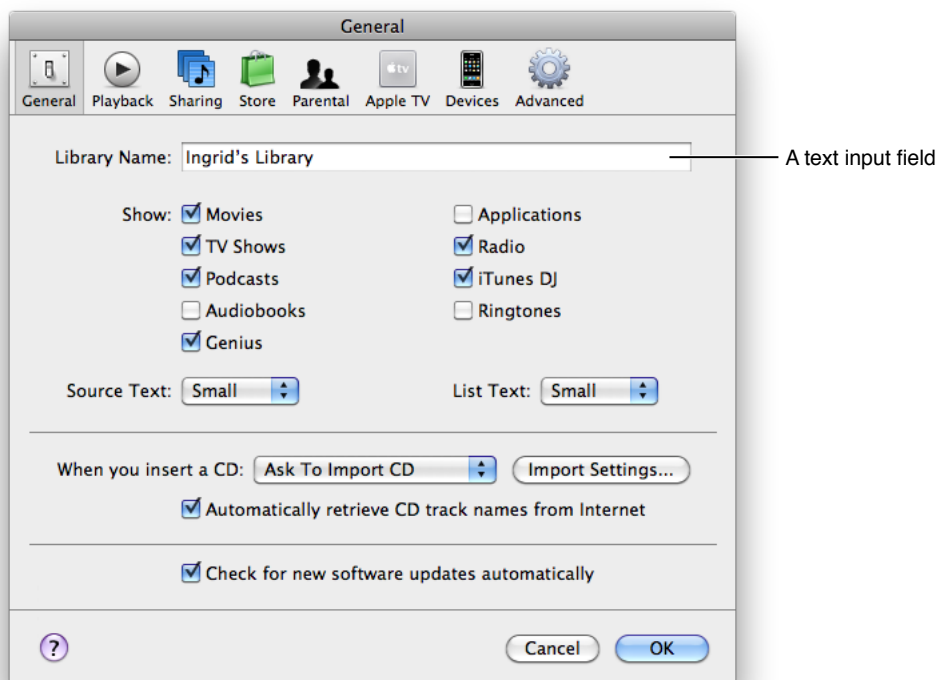 General
General Playback Sharing Store Parental Apple TV Devices Advanced
Library Name: Ingrid's Library
A text input field
Show: Movies Applications
TV Shows Radio
Podcasts iTunes DJ
Audiobooks Ringtones
Genius
Source Text: Small List Text: Small
When you insert a CD: Ask To Import CD Import Settings...
Automatically retrieve CD track names from Internet
Check for new software updates automatically
? Cancel OK